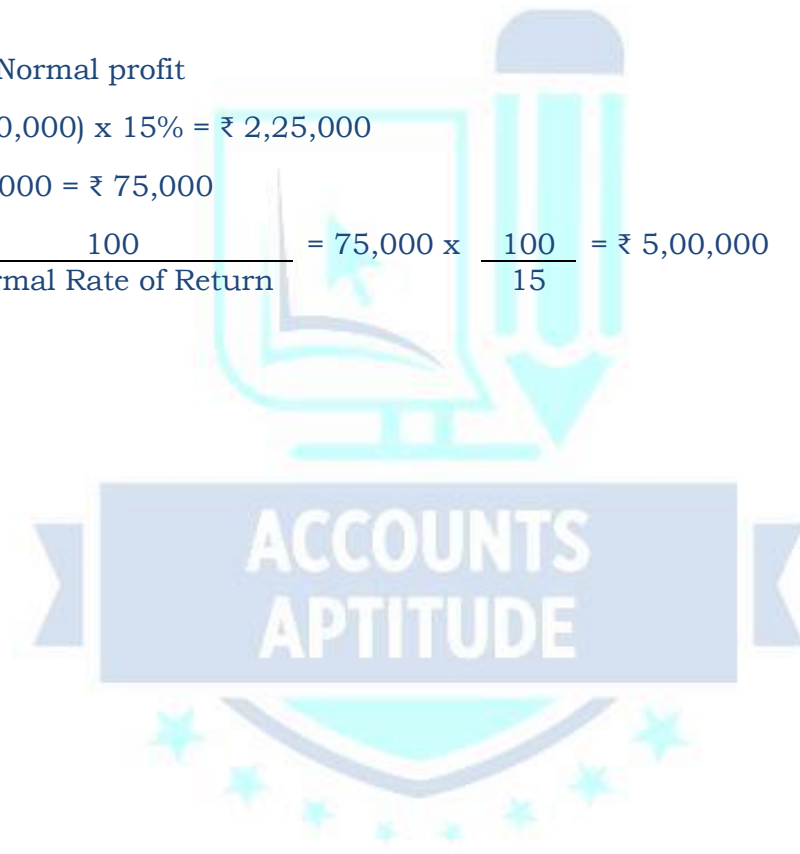 Normal profit
0,000) x 15% = ₹ 2,25,000
000 = ₹ 75,000
100 = 75,000 x 100 = ₹ 5,00,000
rmal Rate of Return 15
ACCOUNTS
APTITUDE